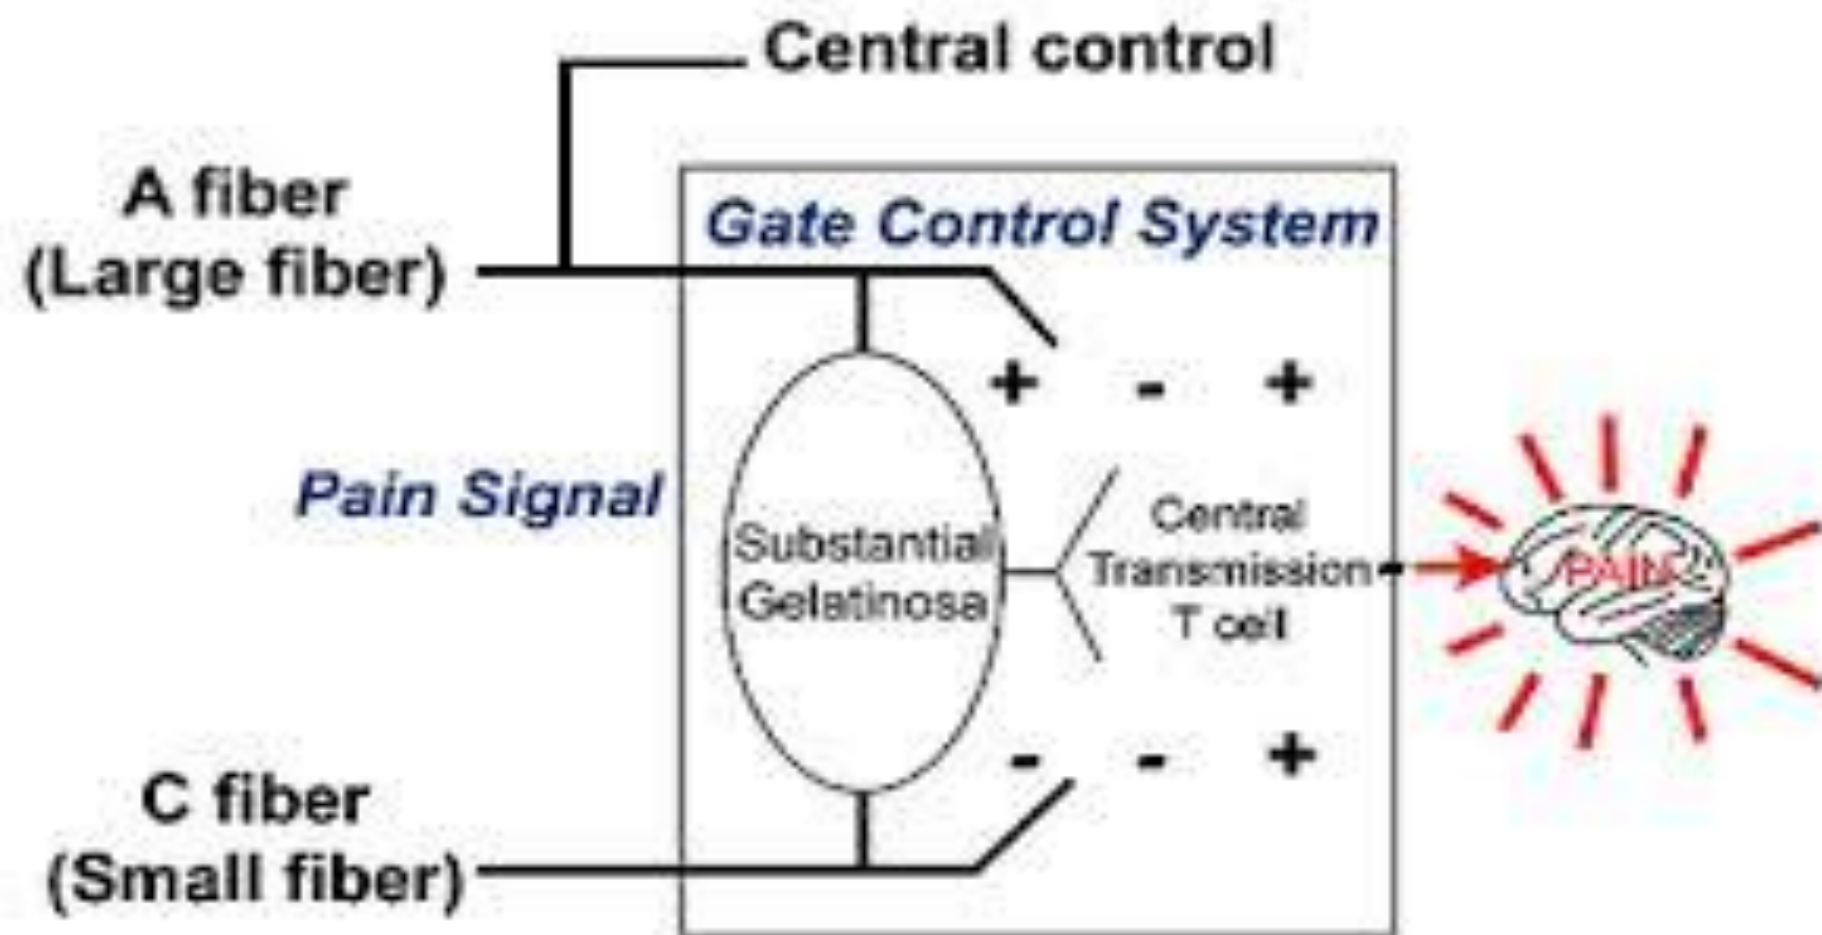 Central control
A fiber
(Large fiber)
Gate Control System
+ - +
Pain Signal
Substantial
Gelatinosa
Central
Transmission
T cell
PAIN
- - +
C fiber
(Small fiber)